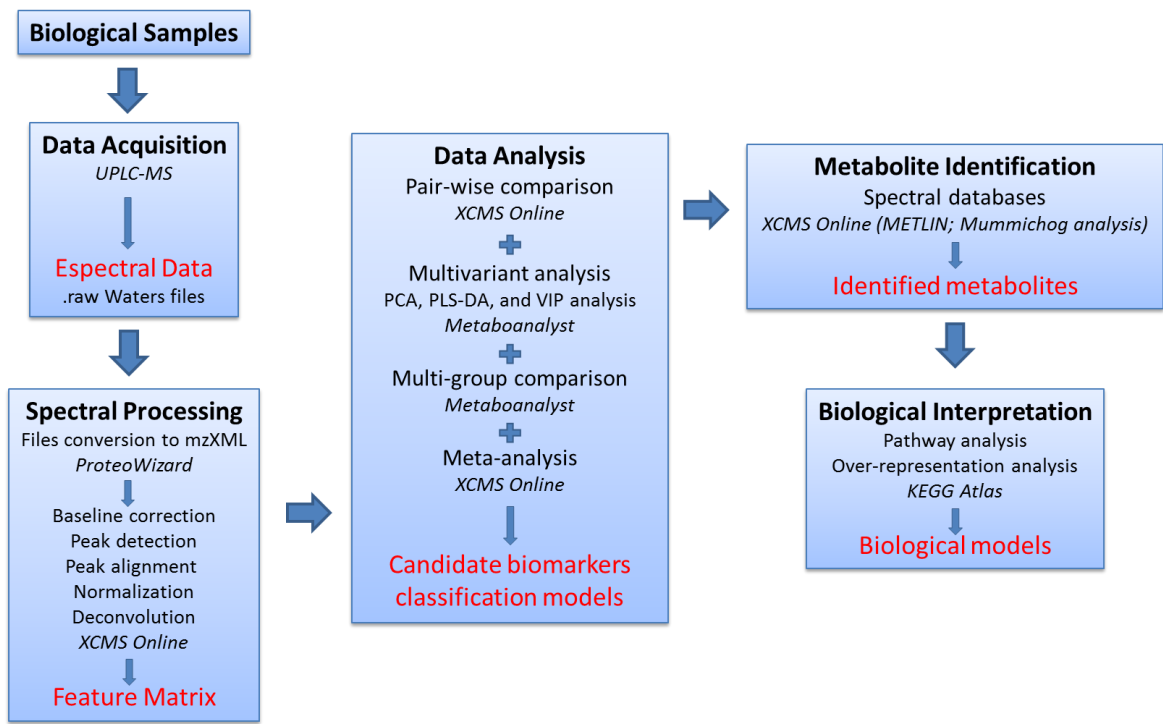 Biological Samples
Data Acquisition
UPLC-MS
Espectral Data
.raw Waters files
Spectral Processing
Files conversion to mzXML
ProteoWizard
Baseline correction
Peak detection
Peak alignment
Normalization
Deconvolution
XCMS Online
Feature Matrix
Data Analysis
Pair-wise comparison
XCMS Online
Multivariant analysis
PCA, PLS-DA, and VIP analysis
Metaboanalyst
Multi-group comparison
Metaboanalyst
Meta-analysis
XCMS Online
Candidate biomarkers
classification models
Metabolite Identification
Spectral databases
XCMS Online (METLIN; Mummichog analysis)
Identified metabolites
Biological Interpretation
Pathway analysis
Over-representation analysis
KEGG Atlas
Biological models